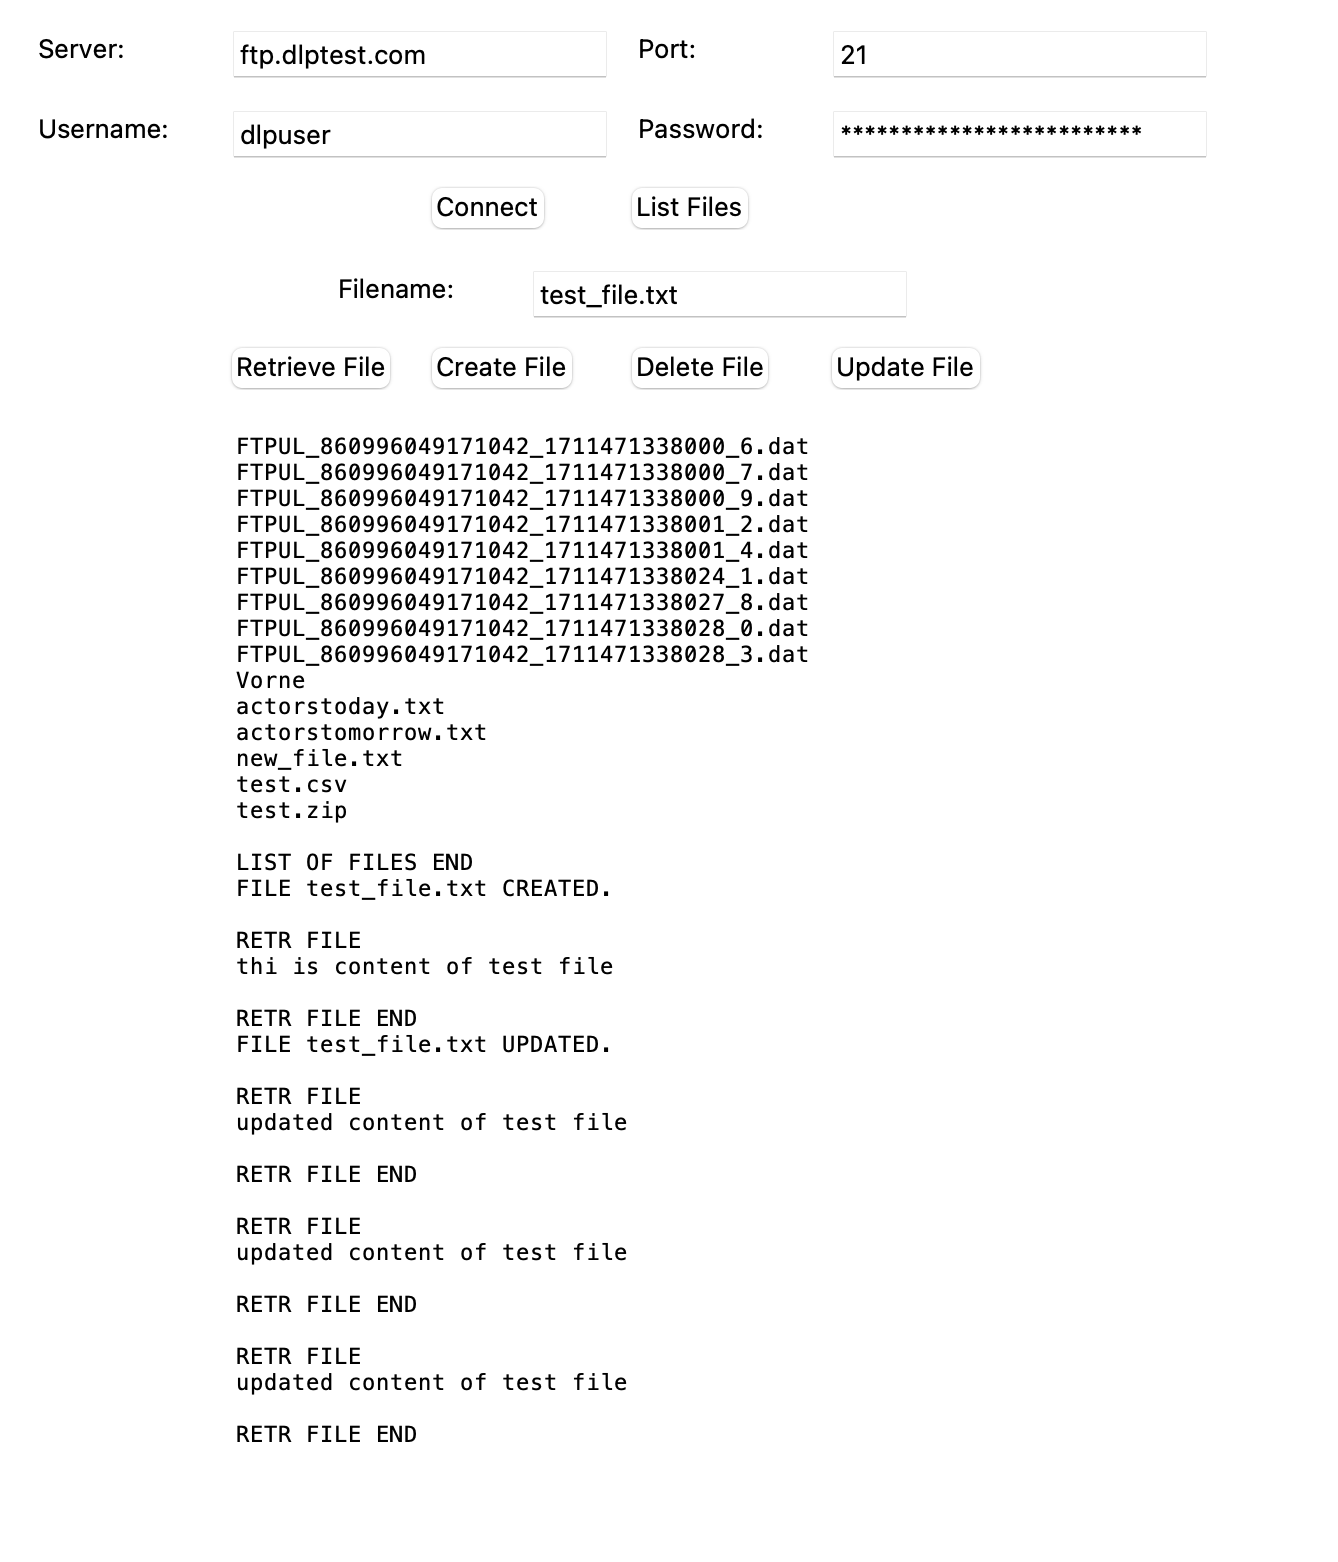 Server: ftp.dlptest.com Port: 21
Username: dlpuser Password: *************************
Connect List Files
Filename: test_file.txt
Retrieve File Create File Delete File Update File
FTPUL_860996049171042_1711471338000_6.dat
FTPUL_860996049171042_1711471338000_7.dat
FTPUL_860996049171042_1711471338000_9.dat
FTPUL_860996049171042_1711471338001_2.dat
FTPUL_860996049171042_1711471338001_4.dat
FTPUL_860996049171042_1711471338024_1.dat
FTPUL_860996049171042_1711471338027_8.dat
FTPUL_860996049171042_1711471338028_0.dat
FTPUL_860996049171042_1711471338028_3.dat
Vorne
actorstoday.txt
actorstomorrow.txt
new_file.txt
test.csv
test.zip
LIST OF FILES END
FILE test_file.txt CREATED.
RETR FILE
thi is content of test file
RETR FILE END
FILE test_file.txt UPDATED.
RETR FILE
updated content of test file
RETR FILE END
RETR FILE
updated content of test file
RETR FILE END
RETR FILE
updated content of test file
RETR FILE END